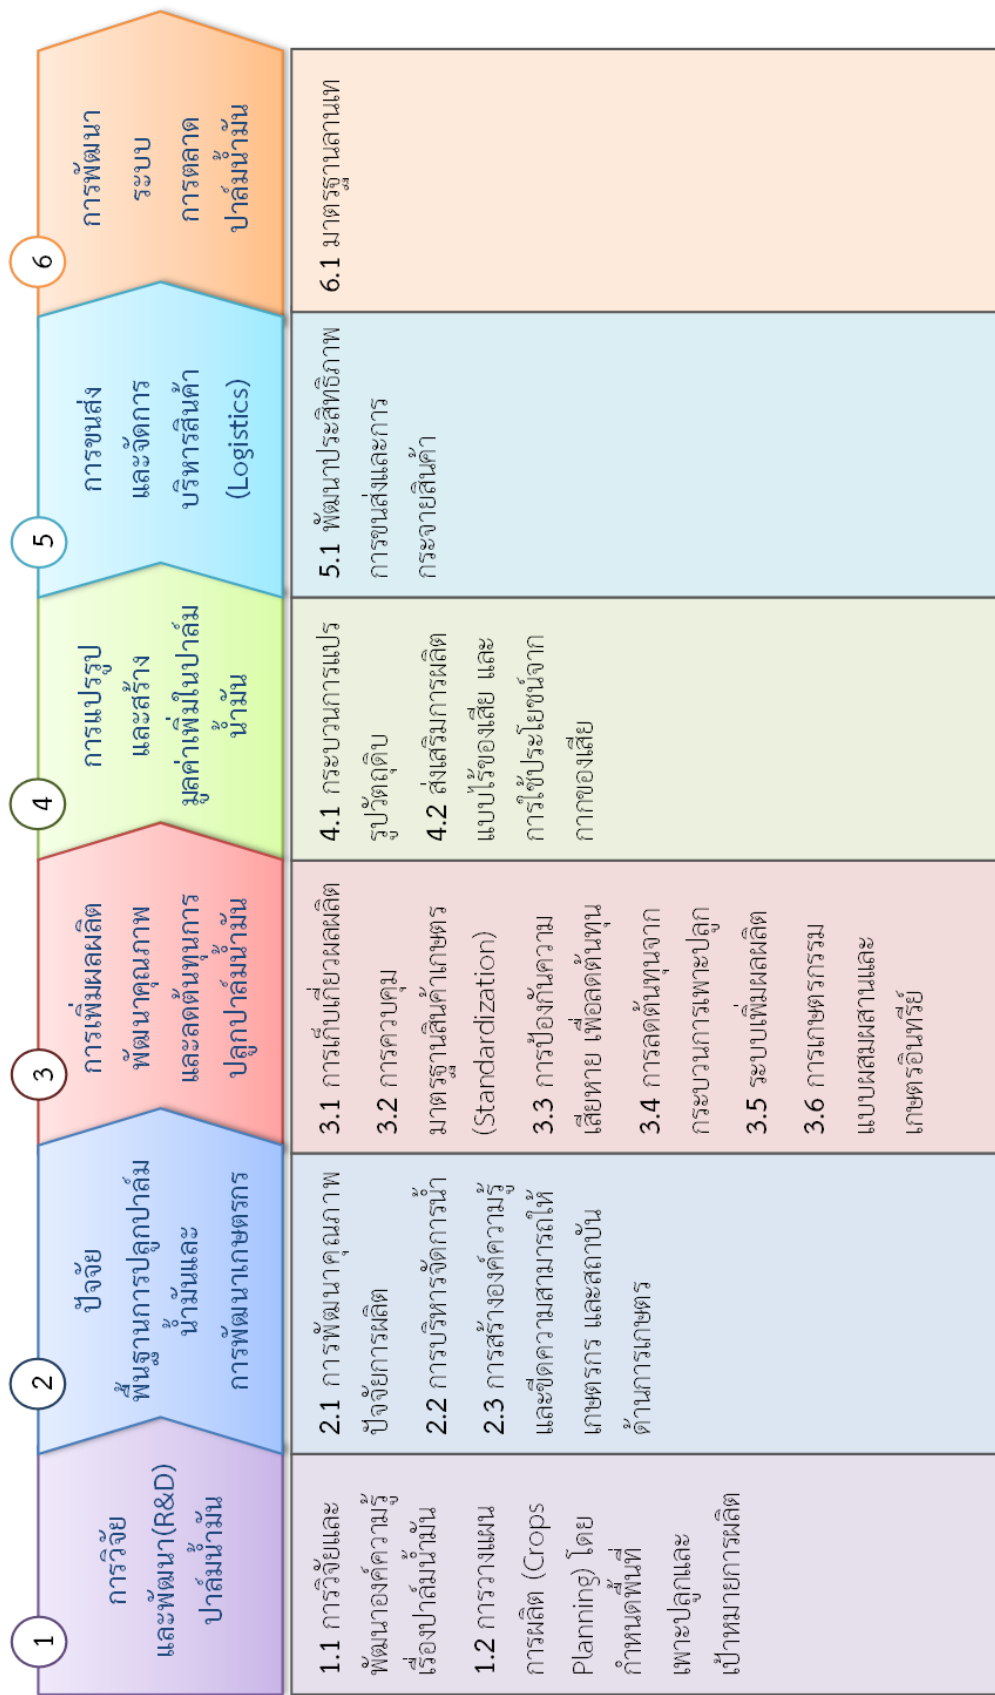 1
การวิจัย
และพัฒนา(R&D)
ปาล์มน้ำมัน
2
ปัจจัย
พื้นฐานการปลูกปาล์ม
น้ำมันและ
การพัฒนาเกษตรกร
3
การเพิ่มผลผลิต
พัฒนาคุณภาพ
และลดต้นทุนการ
ปลูกปาล์มน้ำมัน
4
การแปรรูป
และสร้าง
มูลค่าเพิ่มในปาล์ม
น้ำมัน
5
การขนส่ง
และจัดการ
บริหารสินค้า
(Logistics)
6
การพัฒนา
ระบบ
การตลาด
ปาล์มน้ำมัน
1.1 การวิจัยและ
พัฒนาองค์ความรู้
เรื่องปาล์มน้ำมัน
1.2 การวางแผน
การผลิต (Crops
Planning) โดย
กำหนดพื้นที่
เพาะปลูกและ
เป้าหมายการผลิต
2.1 การพัฒนาคุณภาพ
ปัจจัยการผลิต
2.2 การบริหารจัดการน้ำ
2.3 การสร้างองค์ความรู้
และขีดความสามารถให้
เกษตรกร และสถาบัน
ด้านการเกษตร
3.1 การเก็บเกี่ยวผลผลิต
3.2 การควบคุม
มาตรฐานสินค้าเกษตร
(Standardization)
3.3 การป้องกันความ
เสียหาย เพื่อลดต้นทุน
3.4 การลดต้นทุนจาก
กระบวนการเพาะปลูก
3.5 ระบบเพิ่มผลผลิต
3.6 การเกษตรกรรม
แบบผสมผสานและ
เกษตรอินทรีย์
4.1 กระบวนการแปร
รูปวัตถุดิบ
4.2 ส่งเสริมการผลิต
แบบไร้ของเสีย และ
การใช้ประโยชน์จาก
กากของเสีย
5.1 พัฒนาประสิทธิภาพ
การขนส่งและการ
กระจายสินค้า
6.1 มาตรฐานลานเท